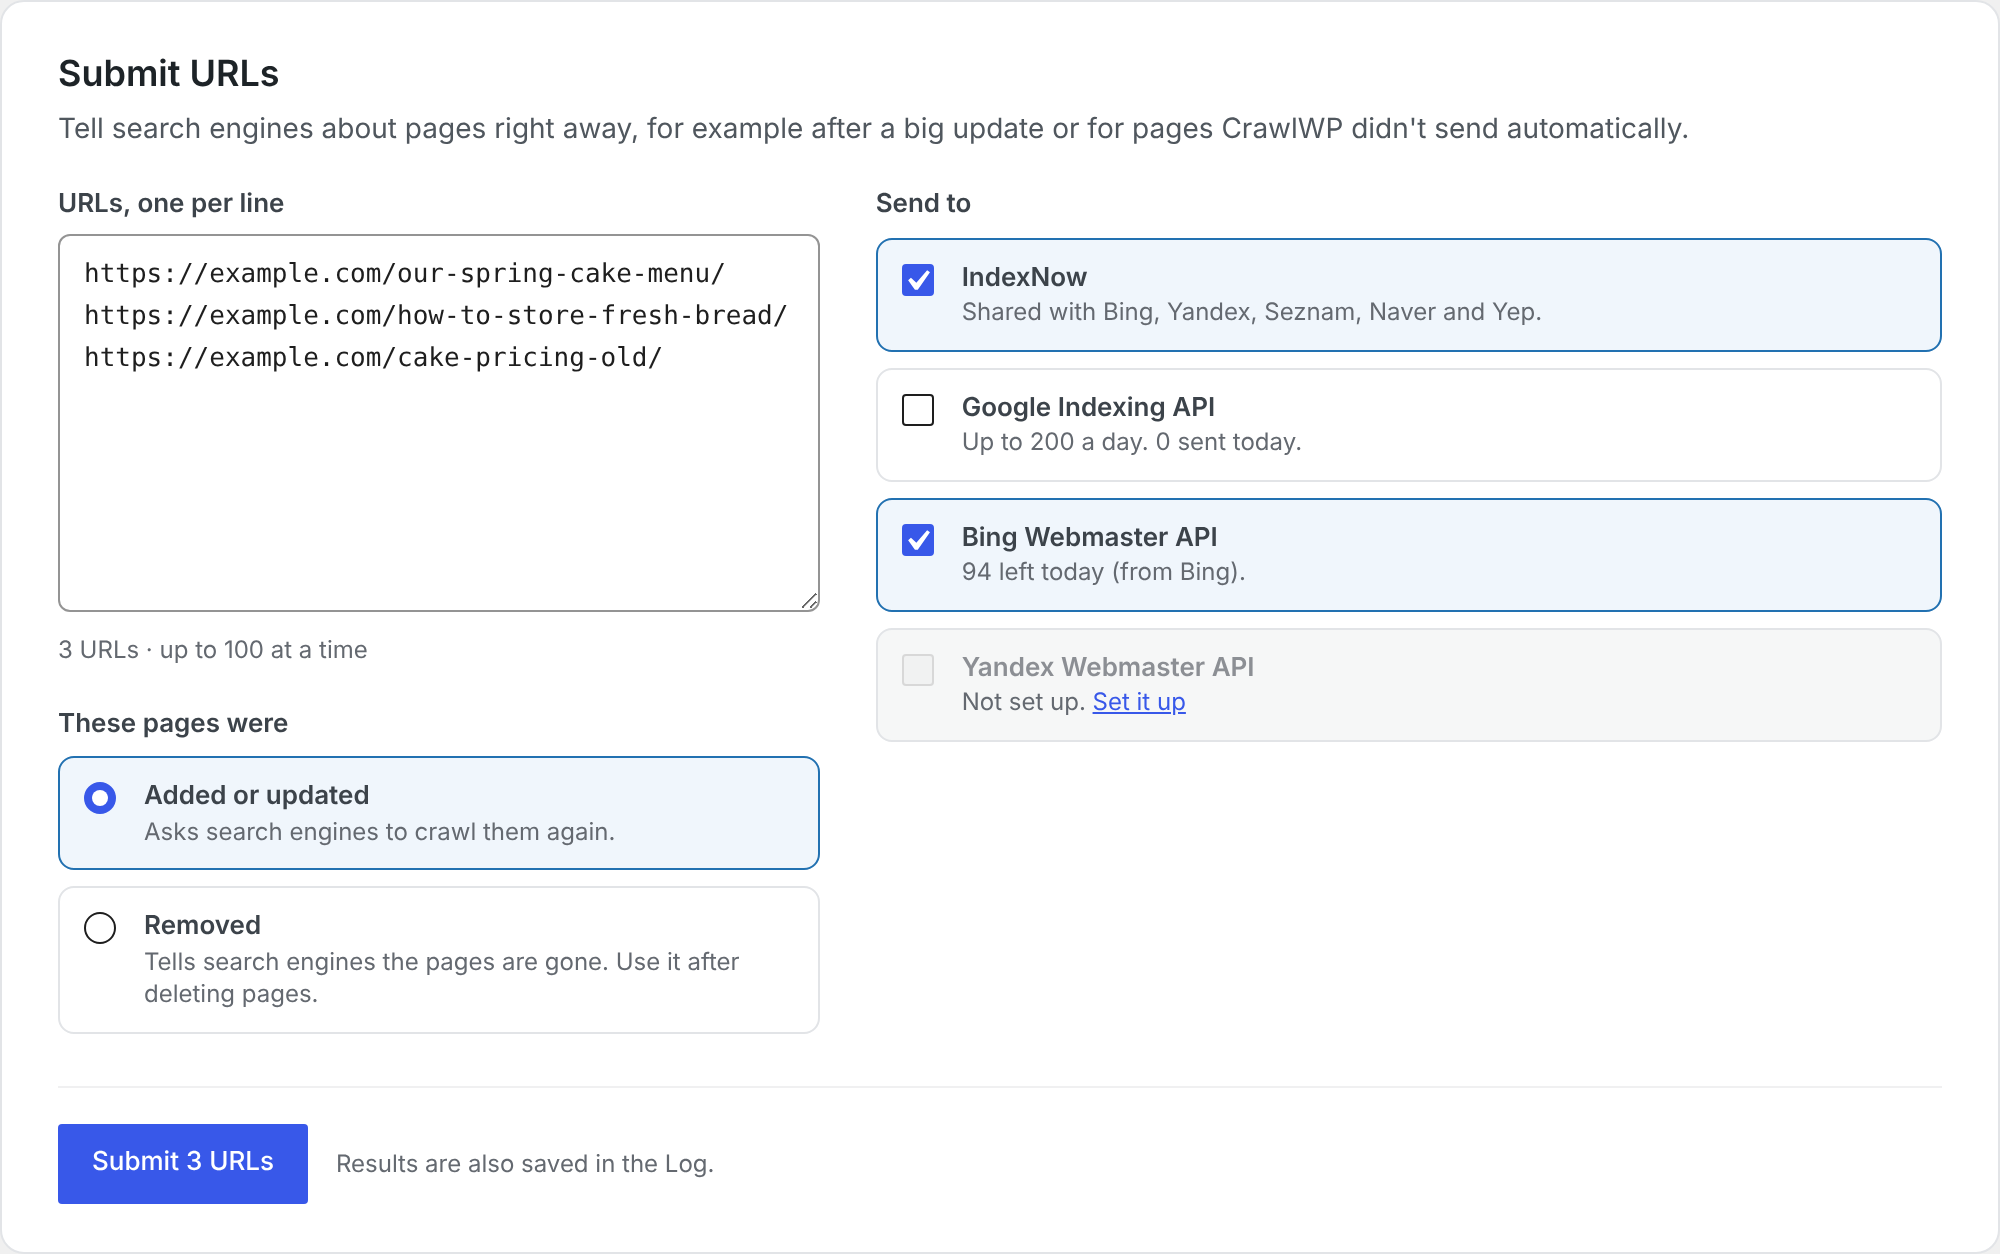 Submit URLs
Tell search engines about pages right away, for example after a big update or for pages CrawlWP didn't send automatically.
URLs, one per line
https://example.com/our-spring-cake-menu/
https://example.com/how-to-store-fresh-bread/
https://example.com/cake-pricing-old/
3 URLs · up to 100 at a time
These pages were
Added or updated
Asks search engines to crawl them again.
Removed
Tells search engines the pages are gone. Use it after
deleting pages.
Send to
IndexNow
Shared with Bing, Yandex, Seznam, Naver and Yep.
Google Indexing API
Up to 200 a day. 0 sent today.
Bing Webmaster API
94 left today (from Bing).
Yandex Webmaster API
Not set up. Set it up
Submit 3 URLs
Results are also saved in the Log.